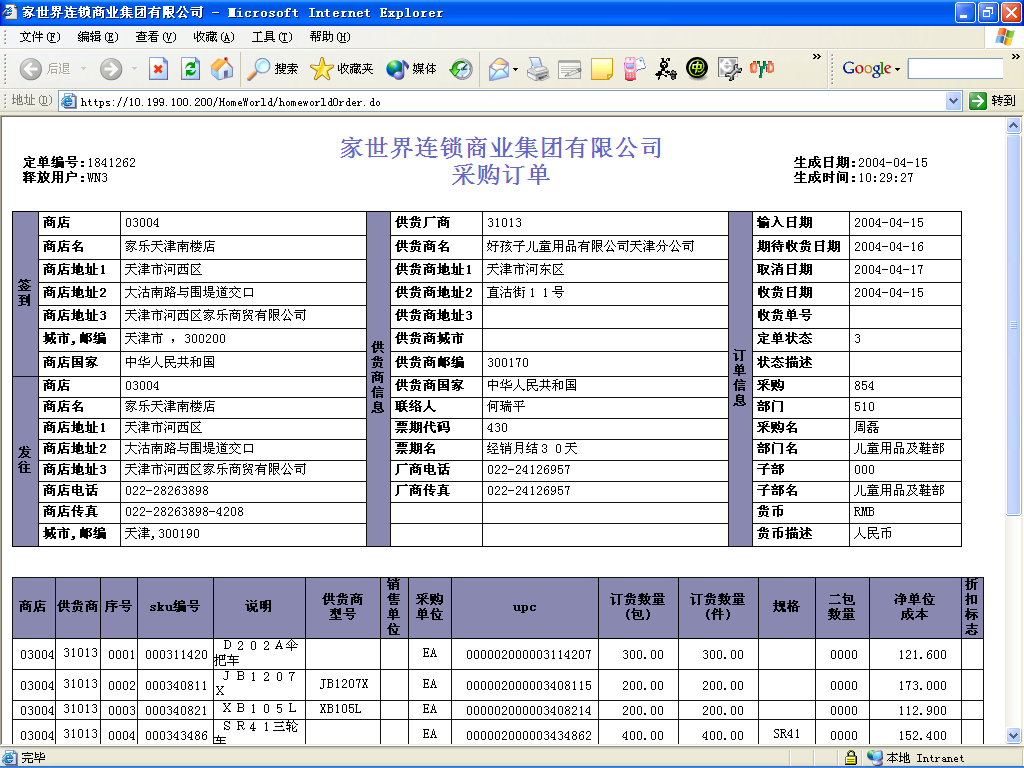 家世界连锁商业集团有限公司 - Microsoft Internet Explorer
文件(F) 编辑(E) 查看(V) 收藏(A) 工具(T) 帮助(H)
后退 搜索 收藏夹 媒体 » Google »
地址(D) https://10.199.100.200/HomeWorld/homeworldOrder.do 转到
家世界连锁商业集团有限公司
采购订单
定单编号:1841262
释放用户:WN3
生成日期:2004-04-15
生成时间:10:29:27
签到
商店 03004
商店名 家乐天津南楼店
商店地址1 天津市河西区
商店地址2 大沽南路与围堤道交口
商店地址3 天津市河西区家乐商贸有限公司
城市,邮编 天津市 ，300200
商店国家 中华人民共和国
发往
商店 03004
商店名 家乐天津南楼店
商店地址1 天津市河西区
商店地址2 大沽南路与围堤道交口
商店地址3 天津市河西区家乐商贸有限公司
商店电话 022-28263898
商店传真 022-28263898-4208
城市,邮编 天津,300190
供货商信息
供货厂商 31013
供货商名 好孩子儿童用品有限公司天津分公司
供货商地址1 天津市河东区
供货商地址2 直沽街１１号
供货商地址3
供货商城市
供货商邮编 300170
供货商国家 中华人民共和国
联络人 何瑞平
票期代码 430
票期名 经销月结３０天
厂商电话 022-24126957
厂商传真 022-24126957
订单信息
输入日期 2004-04-15
期待收货日期 2004-04-16
取消日期 2004-04-17
收货日期 2004-04-15
收货单号
定单状态 3
状态描述
采购 854
部门 510
采购名 周磊
部门名 儿童用品及鞋部
子部 000
子部名 儿童用品及鞋部
货币 RMB
货币描述 人民币
商店 供货商 序号 sku编号 说明 供货商型号 销售单位 采购单位 upc 订货数量(包) 订货数量(件) 规格 二包数量 净单位成本 折扣标志
03004 31013 0001 000311420 Ｄ２０２Ａ伞把车 EA 000002000003114207 300.00 300.00 0000 121.600
03004 31013 0002 000340811 ＪＢ１２０７Ｘ JB1207X EA 000002000003408115 200.00 200.00 0000 173.000
03004 31013 0003 000340821 ＸＢ１０５Ｌ XB105L EA 000002000003408214 200.00 200.00 0000 112.900
03004 31013 0004 000343486 ＳＲ４１三轮车 EA 000002000003434862 400.00 400.00 SR41 0000 152.400
完毕 本地 Intranet